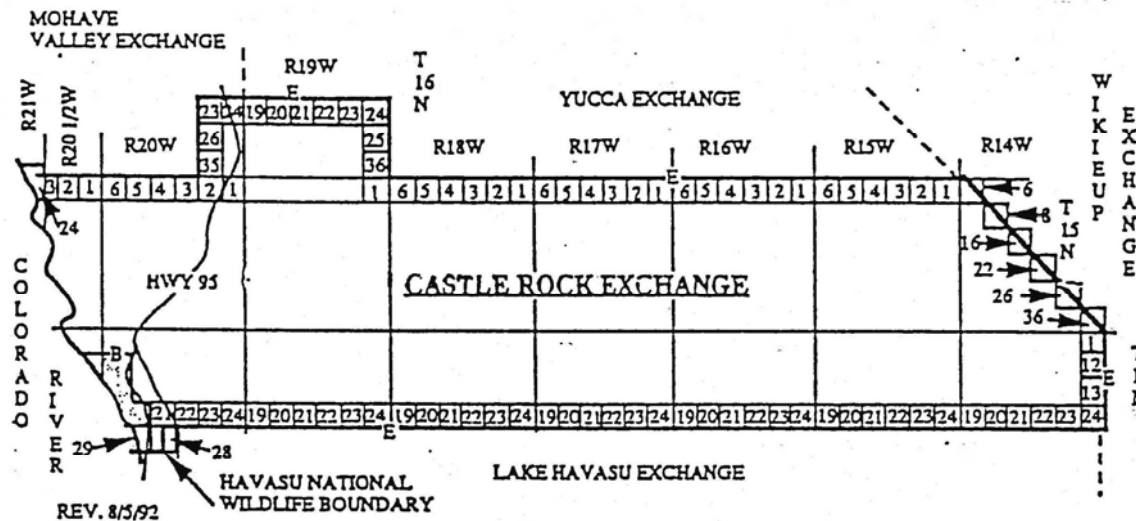 MOHAVE
VALLEY EXCHANGE
R21W
R20 1/2W
R20W
R19W
E
T
16
N
YUCCA EXCHANGE
R18W
R17W
R16W
R15W
R14W
WIKIEUP
EXCHANGE
23 24 19 20 21 22 23 24
26
25
35
36
3 2 1 6 5 4 3 2 1
1 6 5 4 3 2 1 6 5 4 3 2 1 6 5 4 3 2 1 6 5 4 3 2 1
E
6
8
T
15
N
16
22
26
36
24
HWY 95
CASTLE ROCK EXCHANGE
COLORADO
RIVER
B
1
12
13
E
21 22 23 24 19 20 21 22 23 24 19 20 21 22 23 24 19 20 21 22 23 24 19 20 21 22 23 24 19 20 21 22 23 24 19 20 21 22 23 24
E
29
28
HAVASU NATIONAL
WILDLIFE BOUNDARY
LAKE HAVASU EXCHANGE
REV. 8/5/92